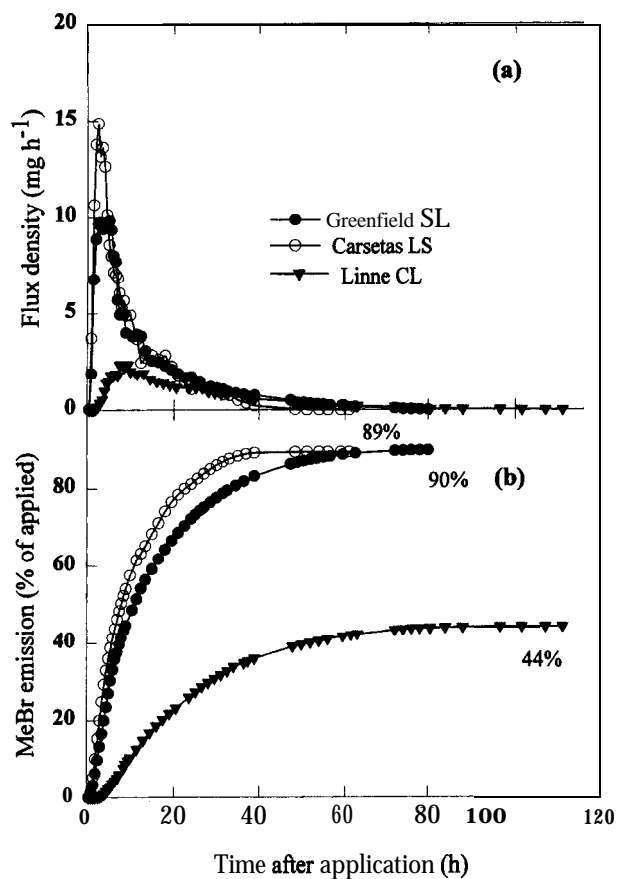 20
(a)
15
Flux density (mg h-1)
10
5
0
Greenfield SL
Carsetas LS
Linne CL
89%
80
90%
(b)
MeBr emission (% of applied)
60
40
44%
20
0
0 20 40 60 80 100 120
Time after application (h)